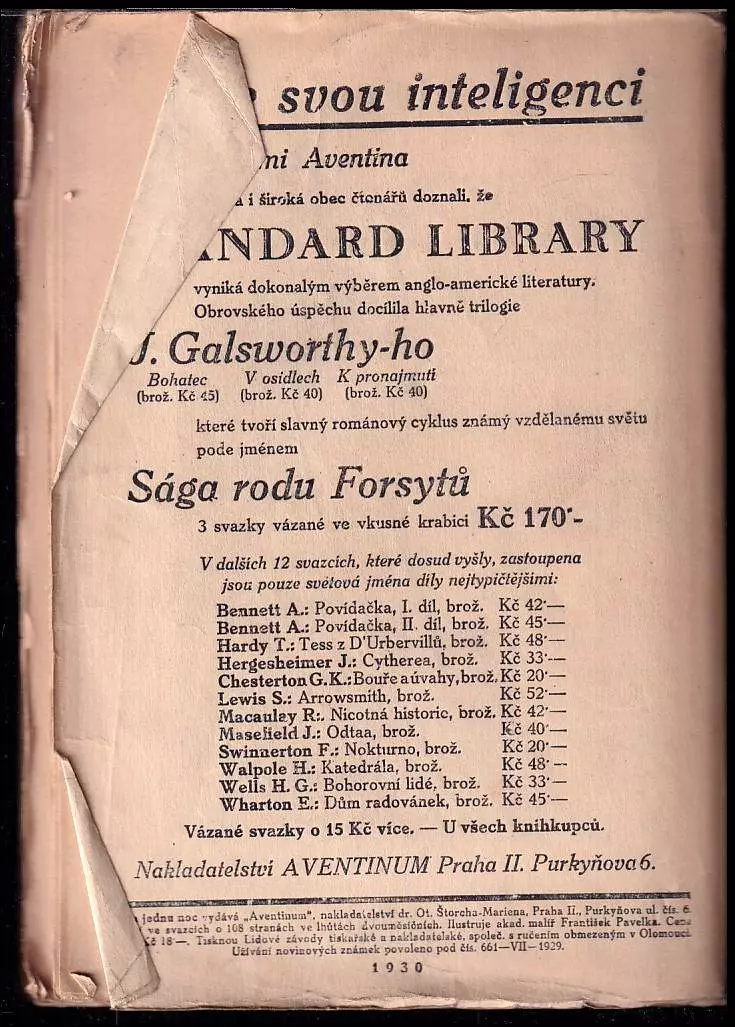 svou inteligenci
mi Aventina
a i široká obec čtenářů doznali, že
NDARD LIBRARY
vyniká dokonalým výběrem anglo-americké literatury.
Obrovského úspěchu docílila hlavně trilogie
J. Galsworthy-ho
Bohatec V osidlech K pronajmutí
(brož. Kč 45) (brož. Kč 40) (brož. Kč 40)
které tvoří slavný románový cyklus známý vzdělanému světu
pode jménem
Sága rodu Forsytů
3 svazky vázané ve vkusné krabici Kč 170·-
V dalších 12 svazcích, které dosud vyšly, zastoupena
jsou pouze světová jména díly nejtypičtějšími:
Bennett A.: Povídačka, I. díl, brož. Kč 42·—
Bennett A.: Povídačka, II. díl, brož. Kč 45·—
Hardy T.: Tess z D'Urbervillů, brož. Kč 48·—
Hergesheimer J.: Cytherea, brož. Kč 33·—
Chesterton G.K.: Bouře a úvahy, brož. Kč 20·—
Lewis S.: Arrowsmith, brož. Kč 52·—
Macaulay R.: Nicotná historie, brož. Kč 42·—
Masefield J.: Odtaa, brož. Kč 40·—
Swinnerton F.: Nokturno, brož. Kč 20·—
Walpole H.: Katedrála, brož. Kč 48·—
Wells H. G.: Bohorovní lidé, brož. Kč 33·—
Wharton E.: Dům radovánek, brož. Kč 45·—
Vázané svazky o 15 Kč více. — U všech knihkupců.
Nakladatelství AVENTINUM Praha II. Purkyňova 6.
jednu noc vydává „Aventinum", nakladatelství dr. Ot. Štorcha-Mariena, Praha II., Purkyňova ul. čís. 6.
ve svazcích o 108 stranách ve lhůtách dvouměsíčních. Ilustruje akad. malíř František Pavelka. Cena
Kč 18—. Tisknou Lidové závody tiskařské a nakladatelské, společ. s ručením obmezeným v Olomouci.
Užívání novinových známek povoleno pod čís. 661—VII—1929.
1930